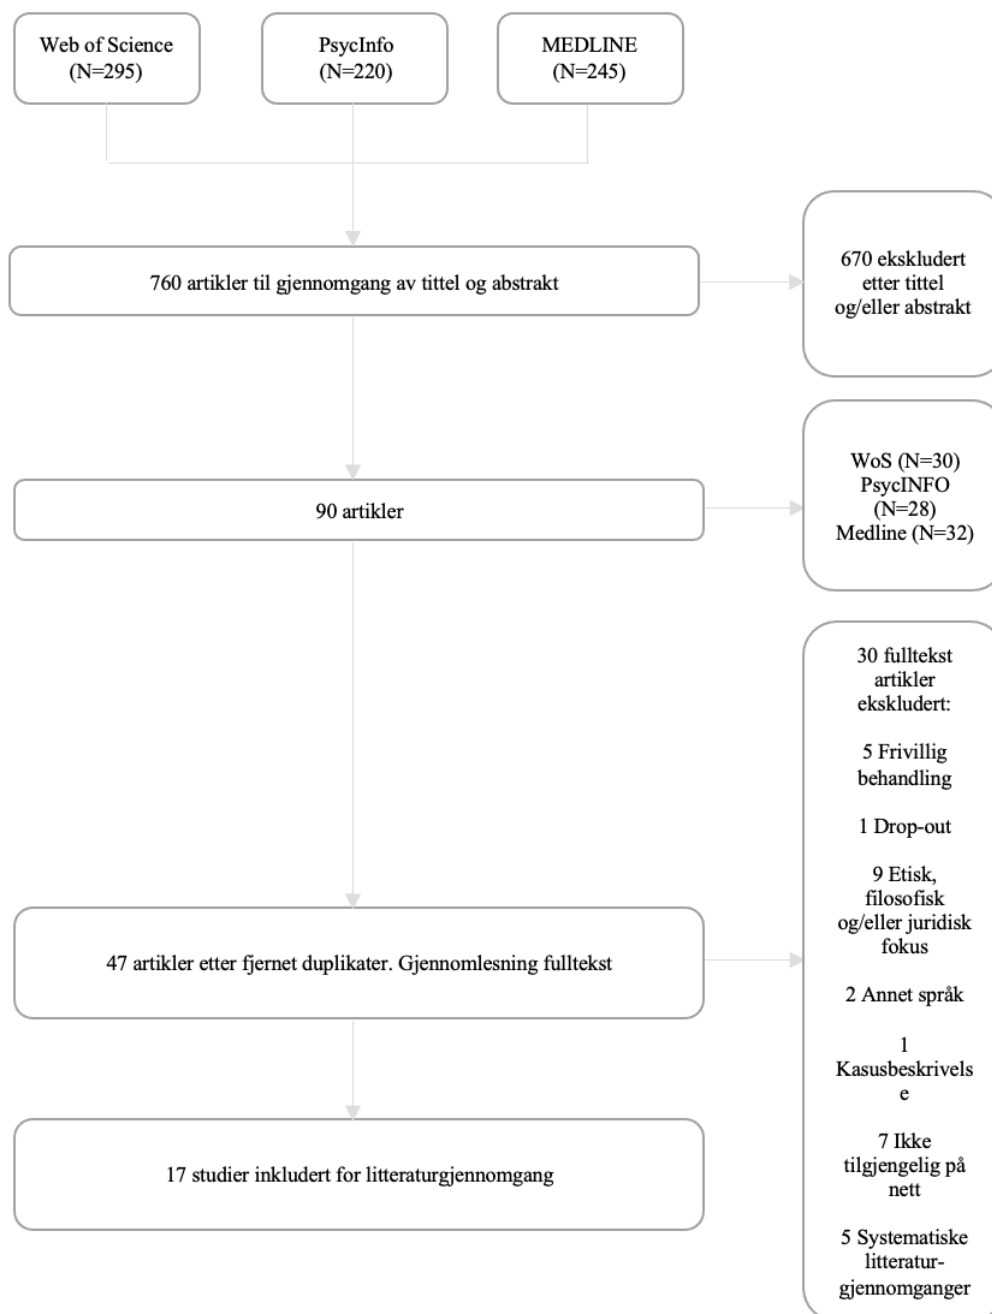 Web of Science
(N=295)
PsycInfo
(N=220)
MEDLINE
(N=245)
760 artikler til gjennomgang av tittel og abstrakt
670 ekskludert
etter tittel
og/eller abstrakt
90 artikler
WoS (N=30)
PsycINFO
(N=28)
Medline (N=32)
47 artikler etter fjernet duplikater. Gjennomlesning fulltekst
30 fulltekst
artikler
ekskludert:
5 Frivillig
behandling
1 Drop-out
9 Etisk,
filosofisk
og/eller juridisk
fokus
2 Annet språk
1
Kasusbeskrivels
e
7 Ikke
tilgjengelig på
nett
5 Systematiske
litteratur-
gjennomganger
17 studier inkludert for litteraturgjennomgang